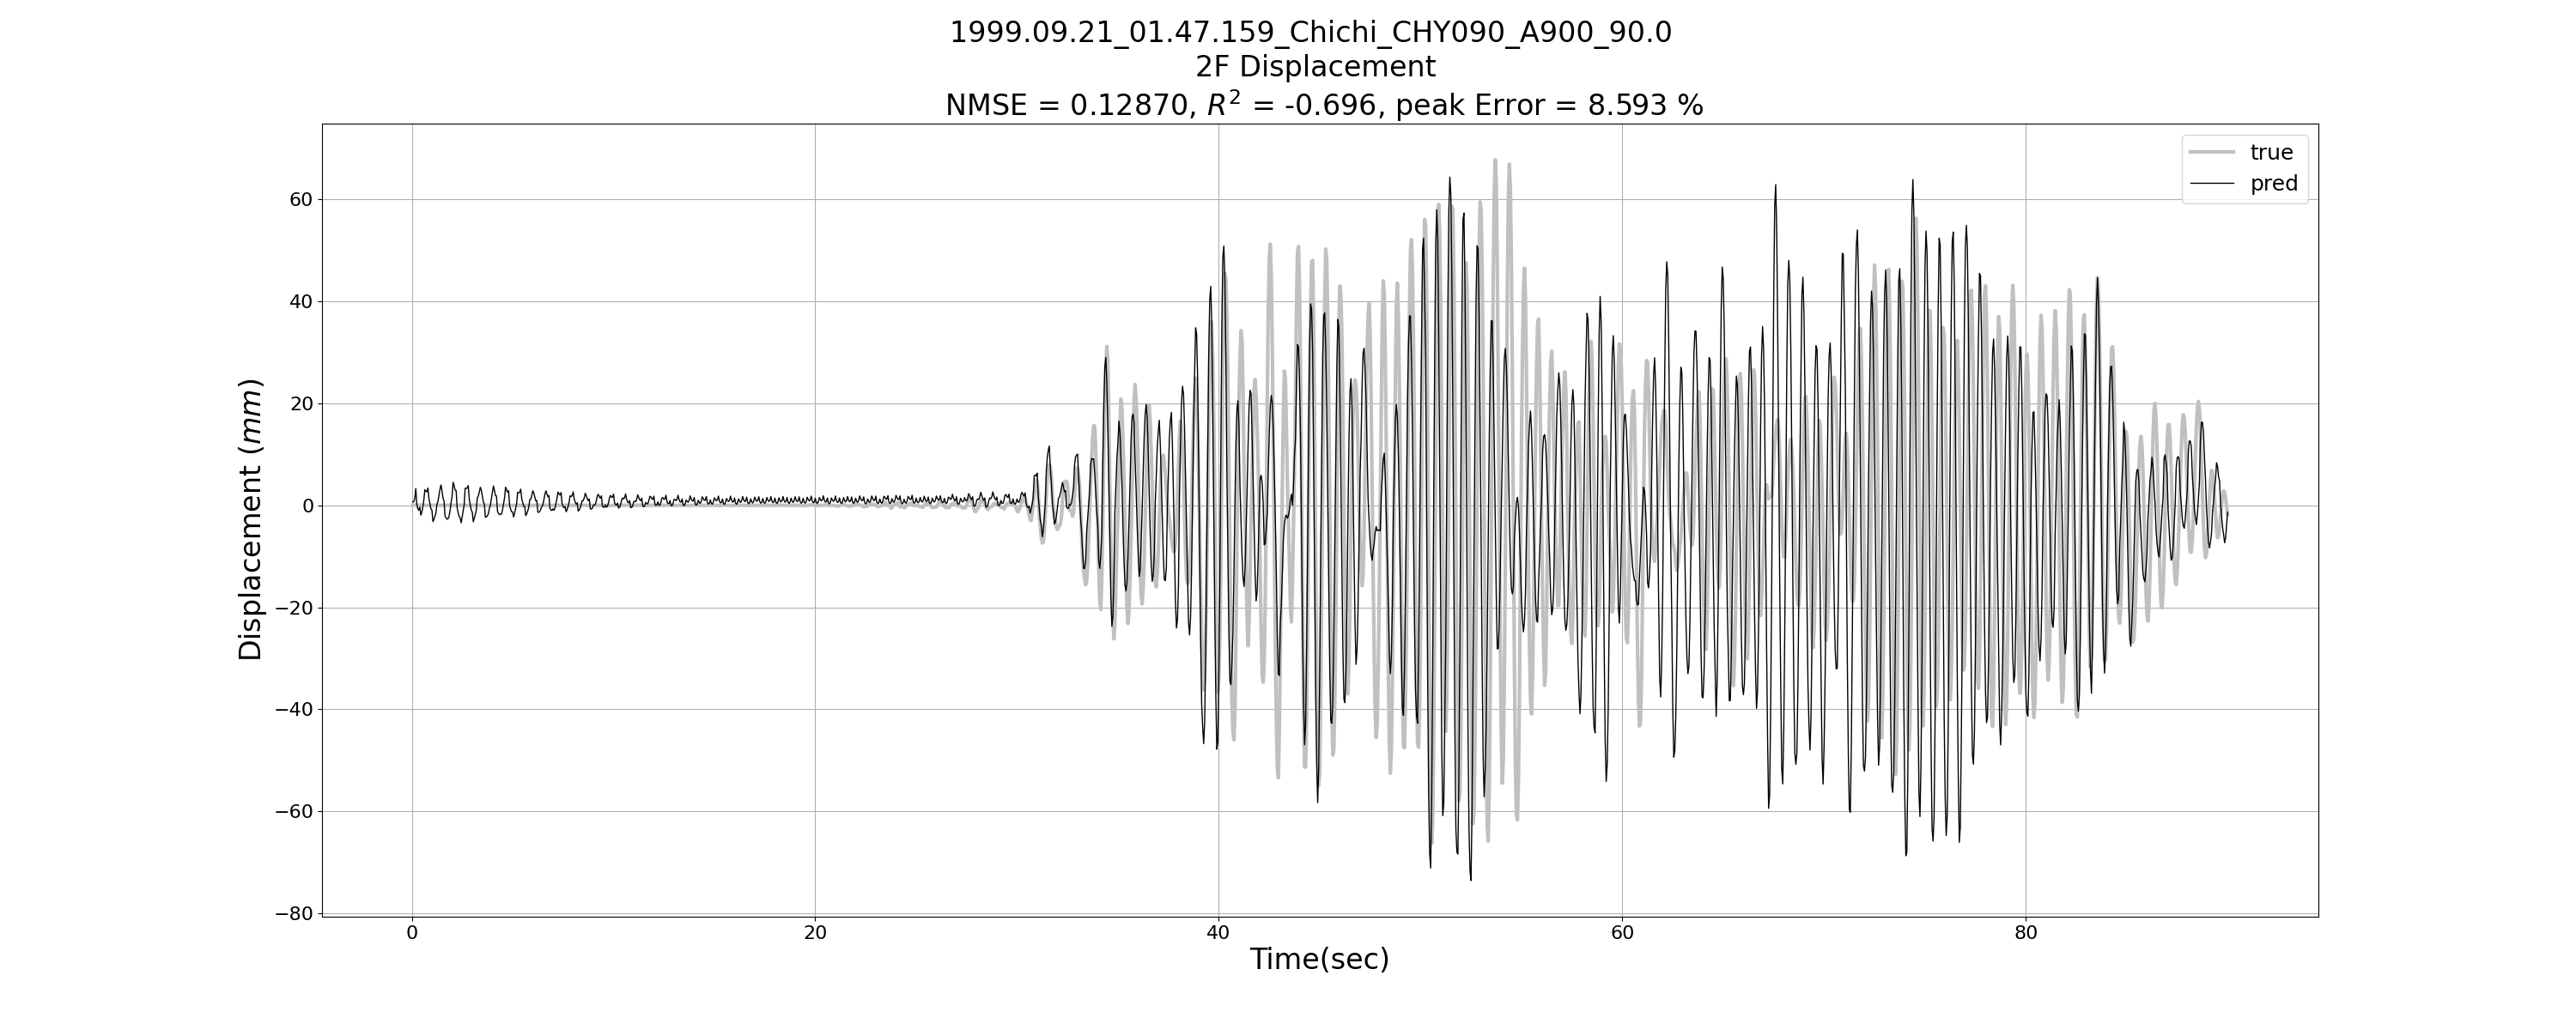 1999.09.21_01.47.159_Chichi_CHY090_A900_90.0
2F Displacement
NMSE = 0.12870, R² = -0.696, peak Error = 8.593 %
true
pred
Displacement (mm)
60
40
20
0
−20
−40
−60
−80
0 20 40 60 80
Time(sec)